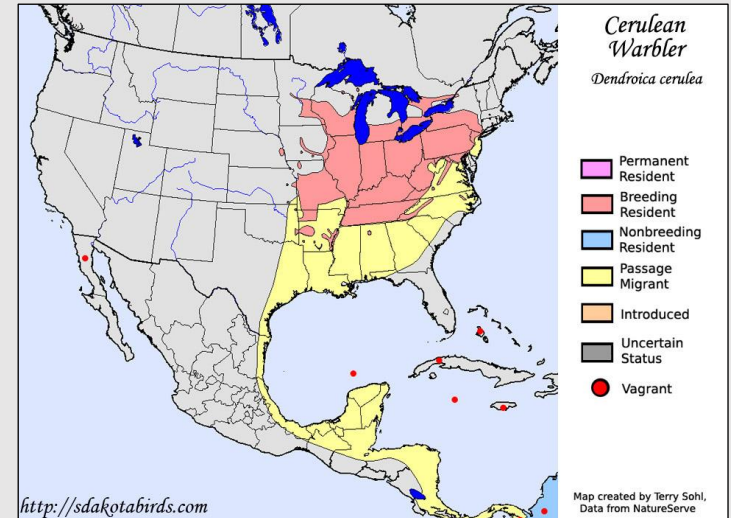 Cerulean
Warbler
Dendroica cerulea
Permanent
Resident
Breeding
Resident
Nonbreeding
Resident
Passage
Migrant
Introduced
Uncertain
Status
Vagrant
Map created by Terry Sohl,
Data from NatureServe
http://sdakotabirds.com